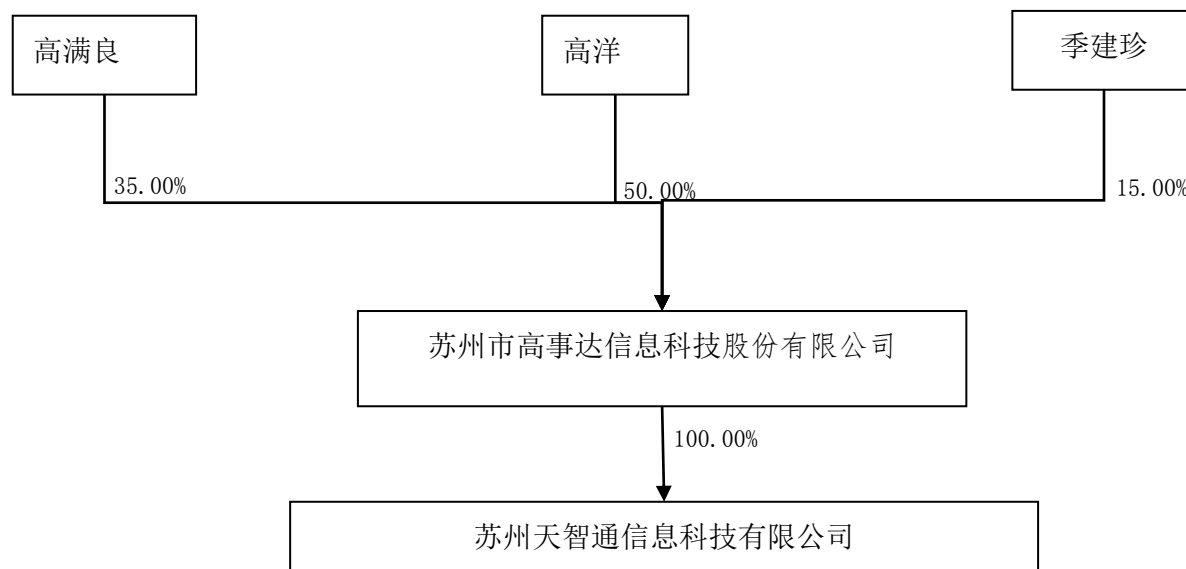 高满良
高洋
季建珍
35.00%
50.00%
15.00%
苏州市高事达信息科技股份有限公司
100.00%
苏州天智通信息科技有限公司